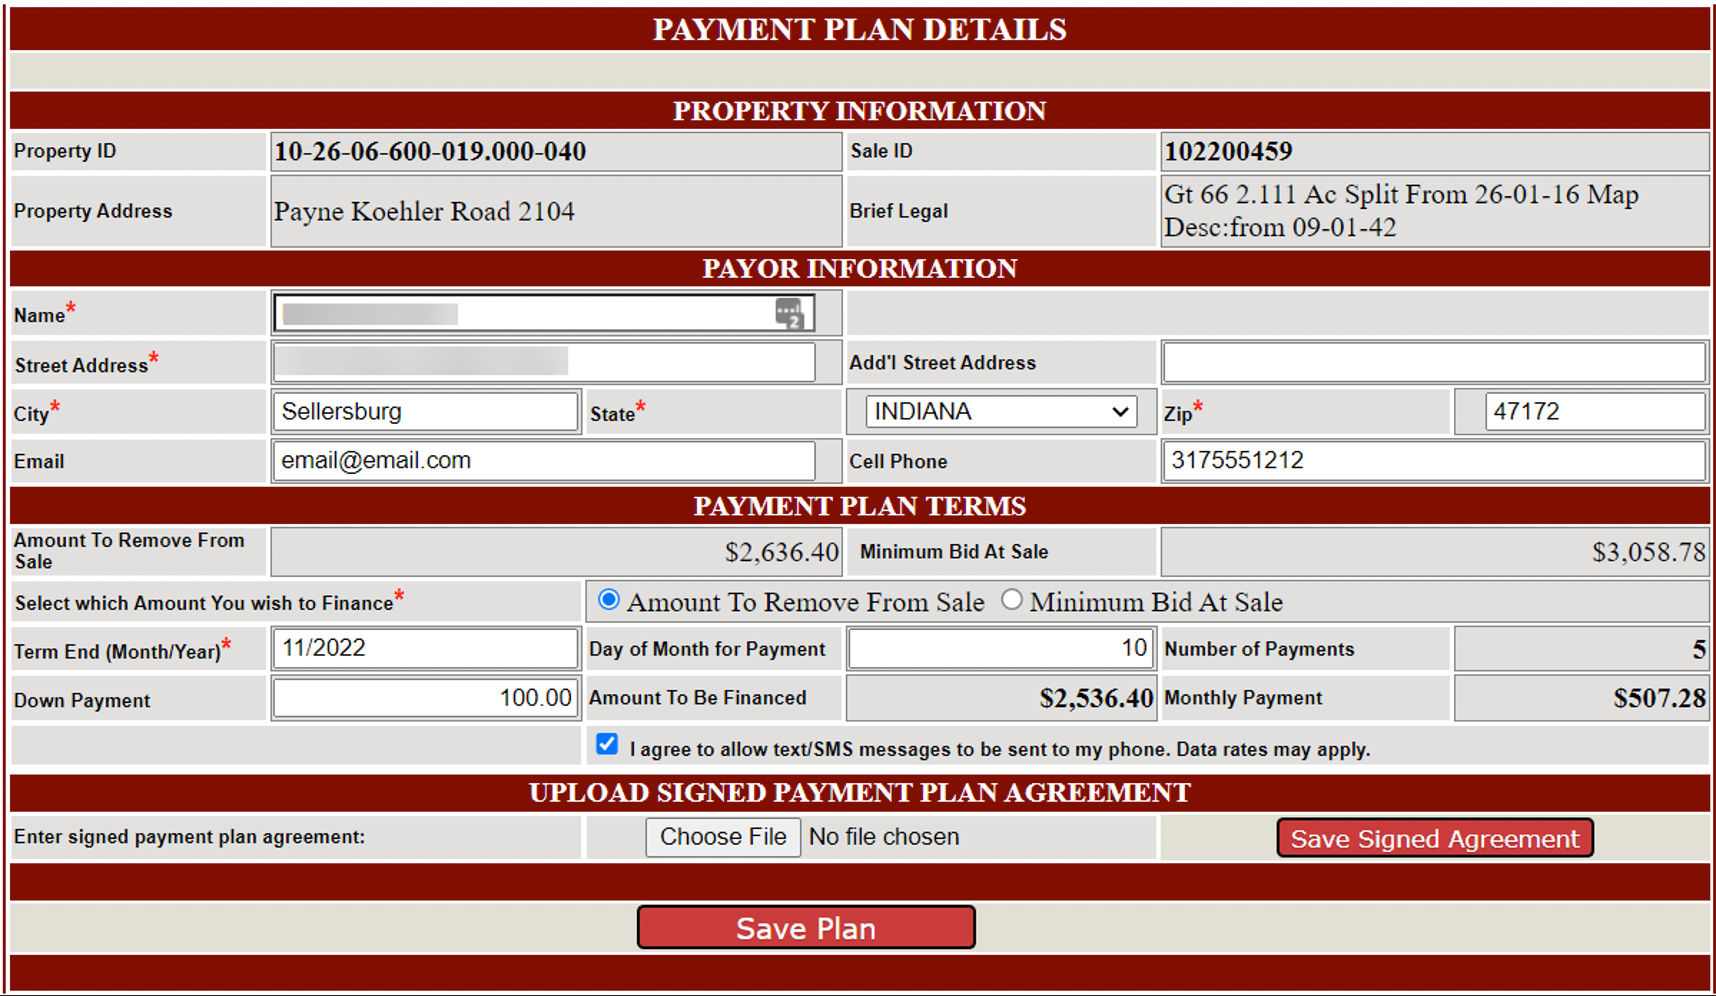 PAYMENT PLAN DETAILS
PROPERTY INFORMATION
Property ID 10-26-06-600-019.000-040 Sale ID 102200459
Property Address Payne Koehler Road 2104 Brief Legal Gt 66 2.111 Ac Split From 26-01-16 Map
Desc:from 09-01-42
PAYOR INFORMATION
Name* 2
Street Address* Add'l Street Address
City* Sellersburg State* INDIANA Zip* 47172
Email email@email.com Cell Phone 3175551212
PAYMENT PLAN TERMS
Amount To Remove From
Sale $2,636.40 Minimum Bid At Sale $3,058.78
Select which Amount You wish to Finance* Amount To Remove From Sale Minimum Bid At Sale
Term End (Month/Year)* 11/2022 Day of Month for Payment 10 Number of Payments 5
Down Payment 100.00 Amount To Be Financed $2,536.40 Monthly Payment $507.28
I agree to allow text/SMS messages to be sent to my phone. Data rates may apply.
UPLOAD SIGNED PAYMENT PLAN AGREEMENT
Enter signed payment plan agreement: Choose File No file chosen Save Signed Agreement
Save Plan